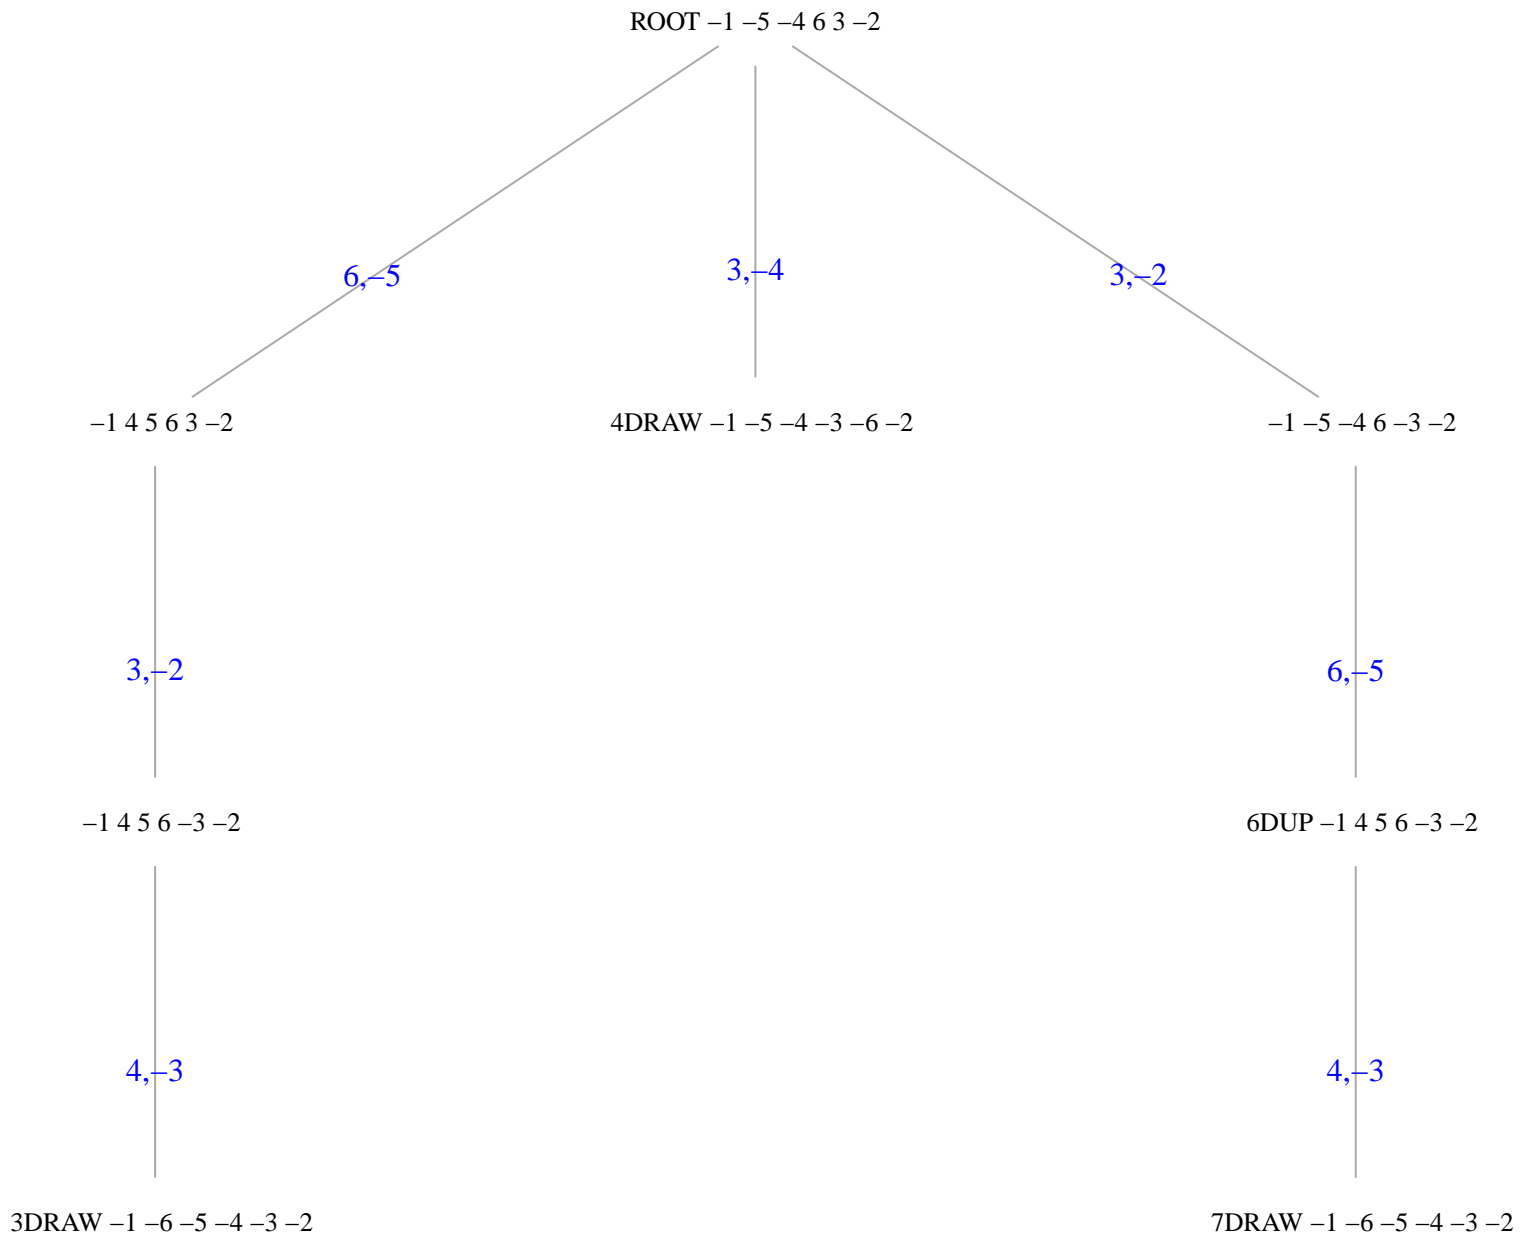 ROOT –1 –5 –4 6 3 –2
6,–5
3,–4
3,–2
–1 4 5 6 3 –2
4DRAW –1 –5 –4 –3 –6 –2
–1 –5 –4 6 –3 –2
3,–2
6,–5
–1 4 5 6 –3 –2
6DUP –1 4 5 6 –3 –2
4,–3
4,–3
3DRAW –1 –6 –5 –4 –3 –2
7DRAW –1 –6 –5 –4 –3 –2